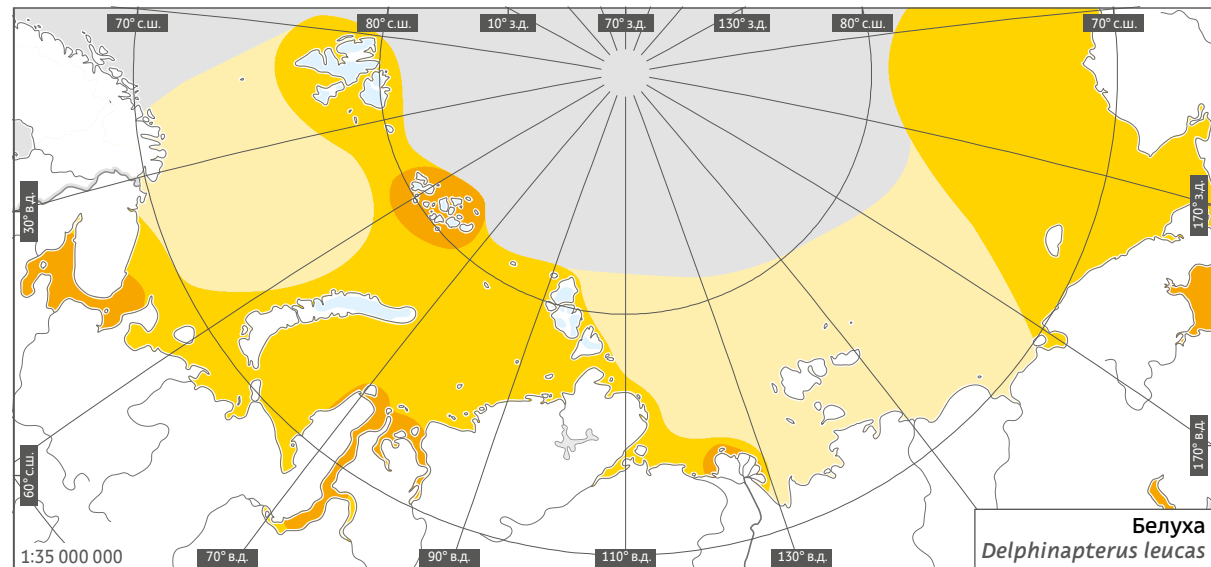 70° с.ш.
80° с.ш.
10° з.д.
70° з.д.
130° з.д.
80° с.ш.
70° с.ш.
30° в.д.
170° з.д.
60° с.ш.
170° в.д.
1:35 000 000
70° в.д.
90° в.д.
110° в.д.
130° в.д.
Белуха
Delphinapterus leucas